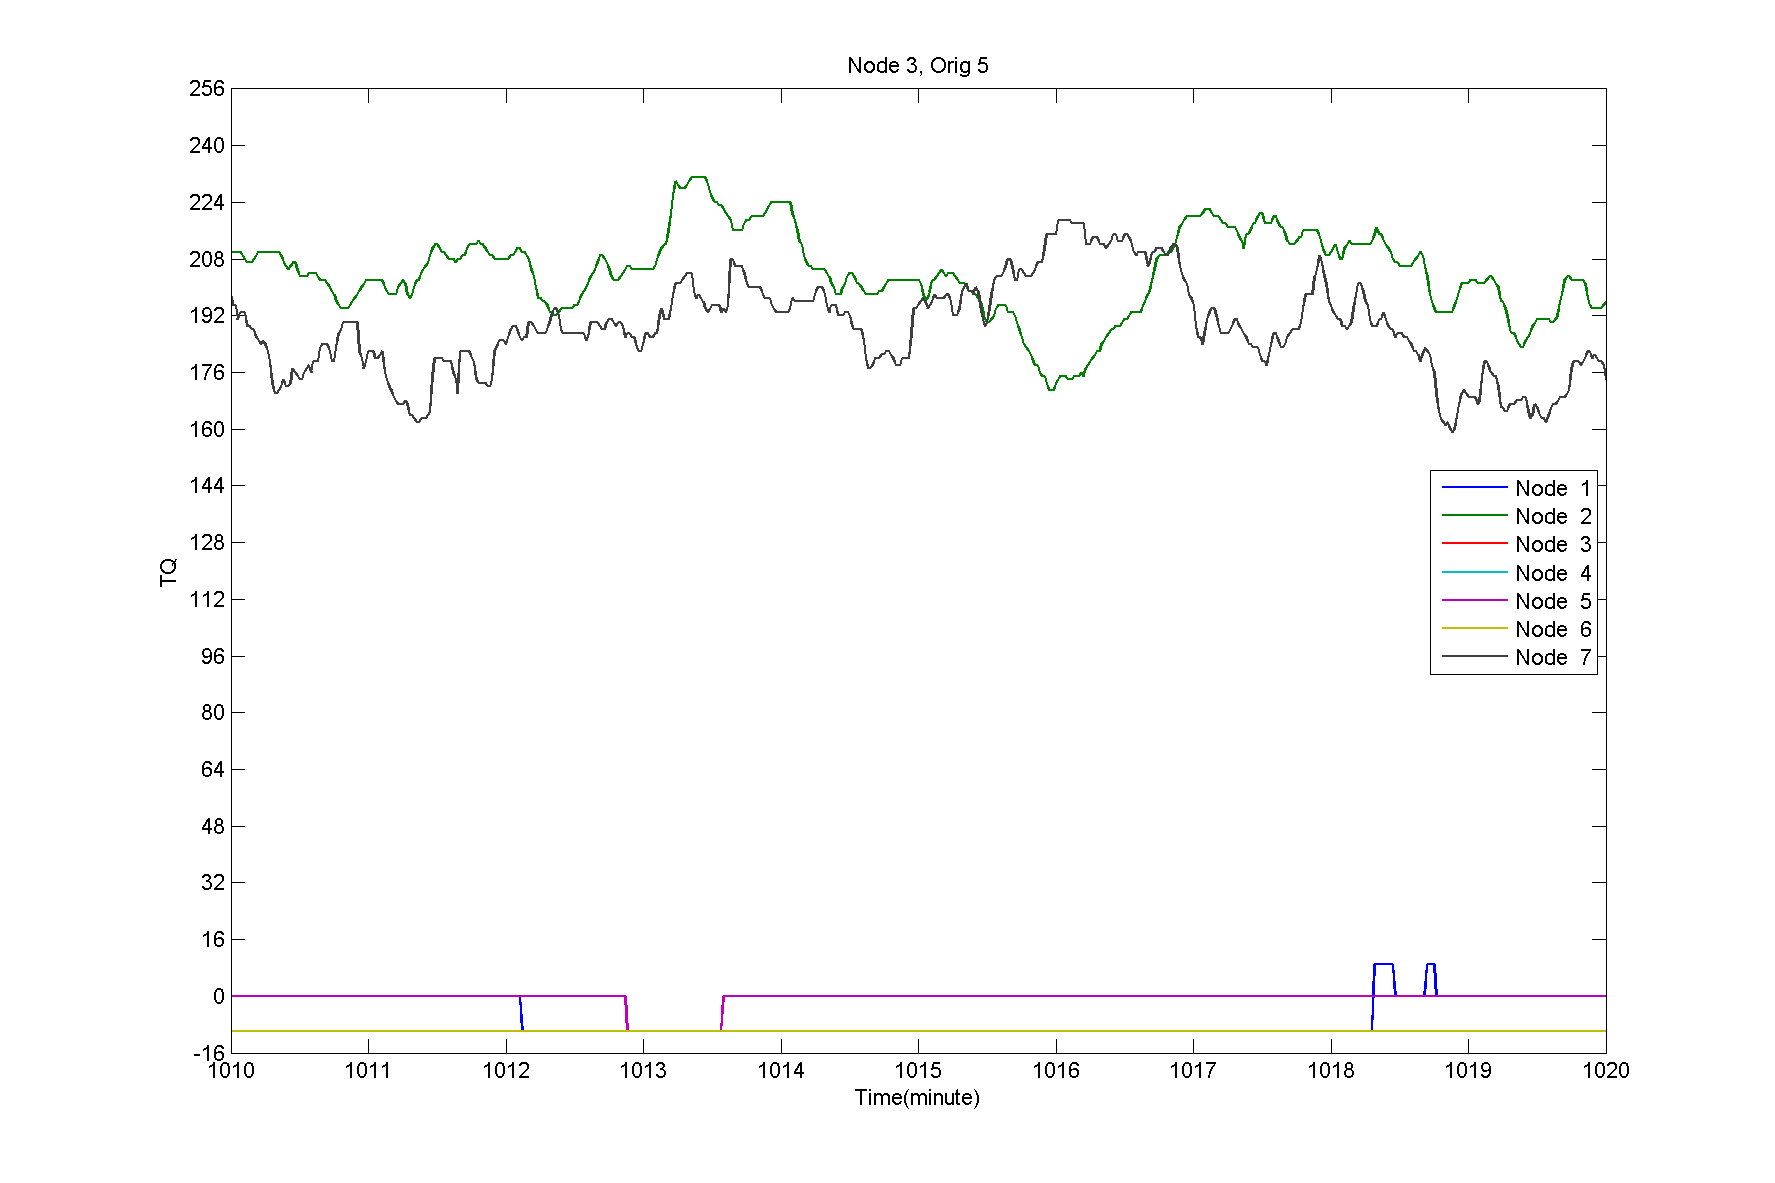 Node 3, Orig 5
256
240
224
208
192
176
160
144
128
112
96
80
64
48
32
16
0
-16
TQ
Node 1
Node 2
Node 3
Node 4
Node 5
Node 6
Node 7
1010 1011 1012 1013 1014 1015 1016 1017 1018 1019 1020
Time(minute)